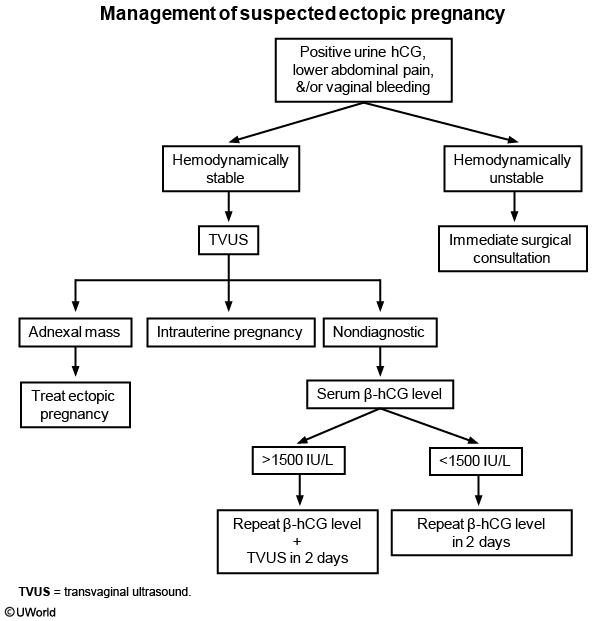 Management of suspected ectopic pregnancy
Positive urine hCG,
lower abdominal pain,
&/or vaginal bleeding
Hemodynamically
stable
Hemodynamically
unstable
TVUS
Immediate surgical
consultation
Adnexal mass
Intrauterine pregnancy
Nondiagnostic
Treat ectopic
pregnancy
Serum β-hCG level
>1500 IU/L
<1500 IU/L
Repeat β-hCG level
+
TVUS in 2 days
Repeat β-hCG level
in 2 days
TVUS = transvaginal ultrasound.
©UWorld